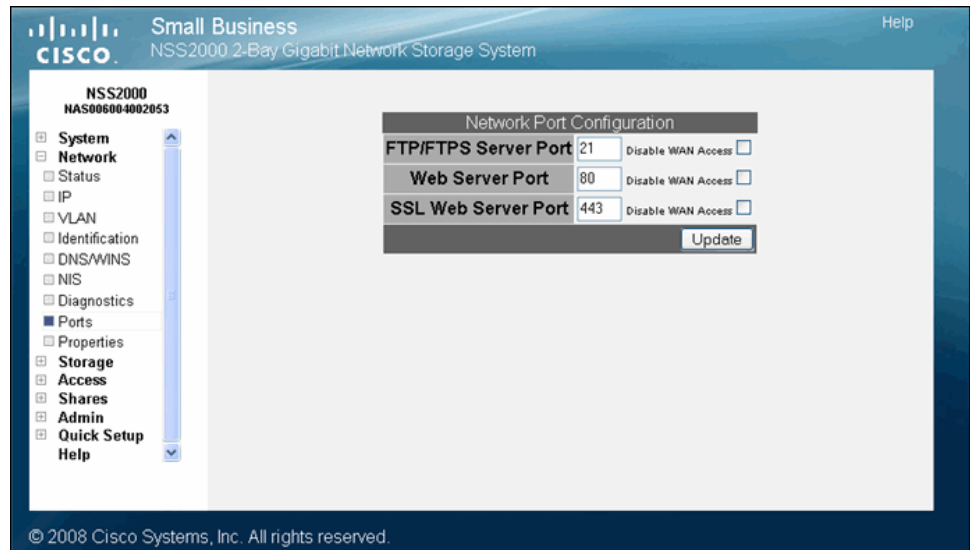 Small Business
Help
CISCO.
NSS2000 2-Bay Gigabit Network Storage System
NSS2000
NAS006004002053
System
Network
Status
IP
VLAN
Identification
DNS/WINS
NIS
Diagnostics
Ports
Properties
Storage
Access
Shares
Admin
Quick Setup
Help
Network Port Configuration
FTP/FTPS Server Port 21 Disable WAN Access
Web Server Port 80 Disable WAN Access
SSL Web Server Port 443 Disable WAN Access
Update
© 2008 Cisco Systems, Inc. All rights reserved.